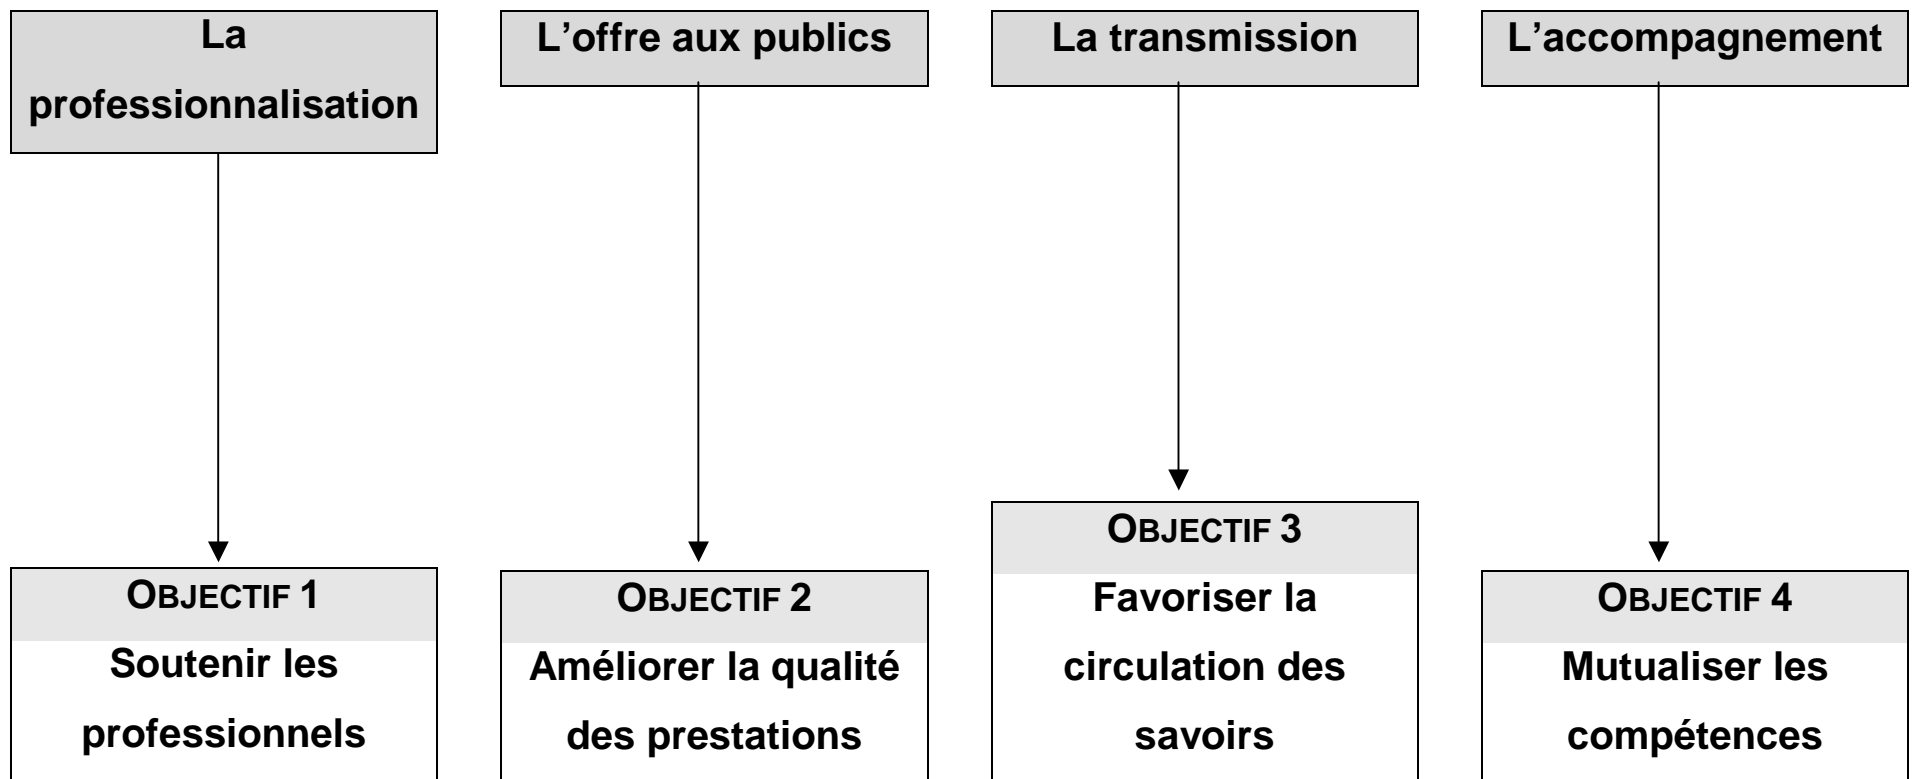 La
professionnalisation
L’offre aux publics
La transmission
L’accompagnement
OBJECTIF 1
Soutenir les
professionnels
OBJECTIF 2
Améliorer la qualité
des prestations
OBJECTIF 3
Favoriser la
circulation des
savoirs
OBJECTIF 4
Mutualiser les
compétences